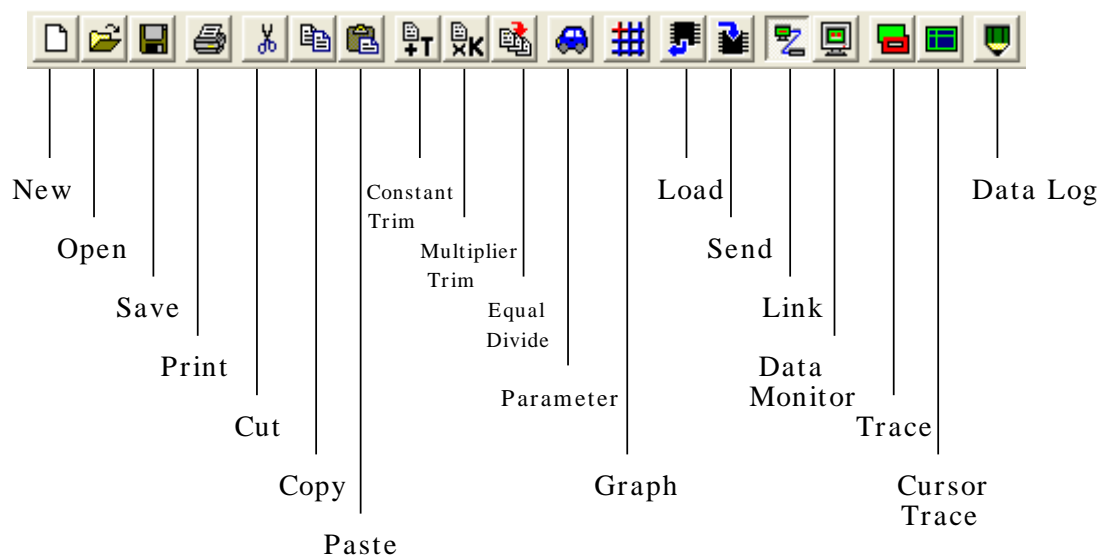 +T
×K
New
Constant
Trim
Load
Data Log
Open
Multiplier
Trim
Send
Save
Equal
Divide
Link
Print
Parameter
Data
Monitor
Cut
Trace
Copy
Graph
Cursor
Trace
Paste